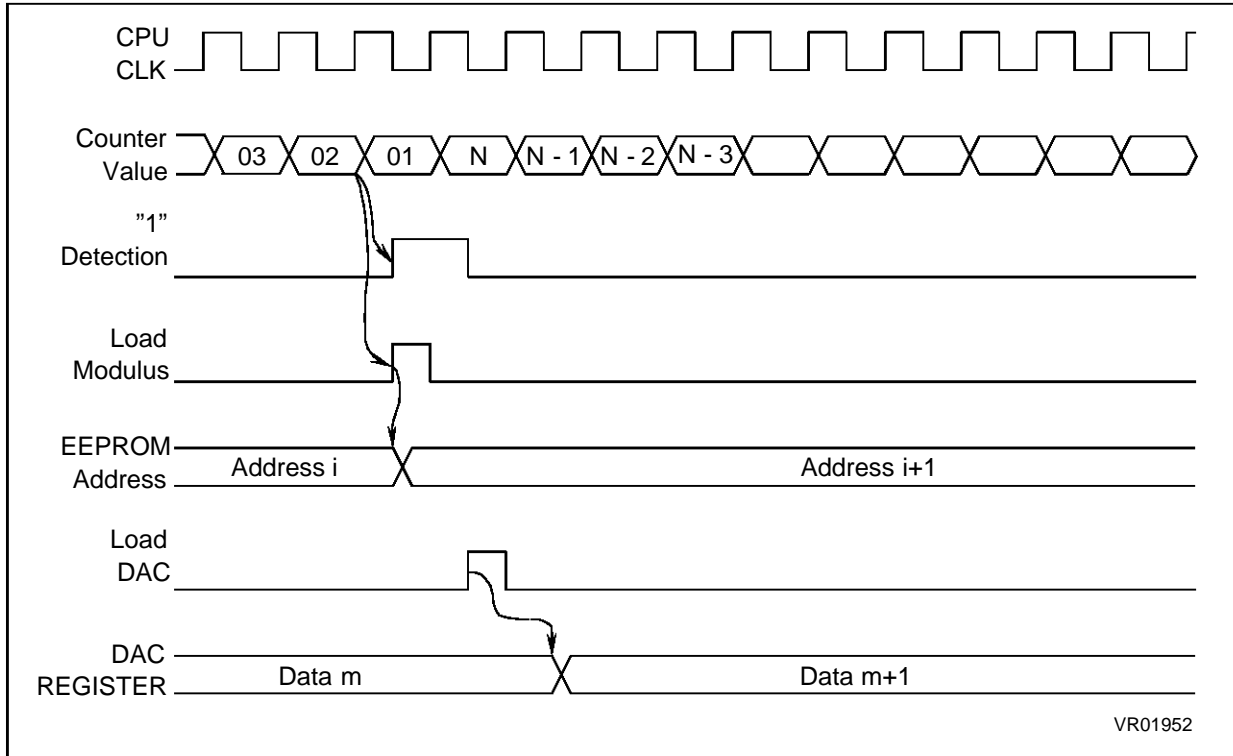 CPU
CLK
Counter
Value
03 02 01 N N - 1 N - 2 N - 3
”1”
Detection
Load
Modulus
EEPROM
Address
Address i Address i+1
Load
DAC
DAC
REGISTER
Data m Data m+1
VR01952